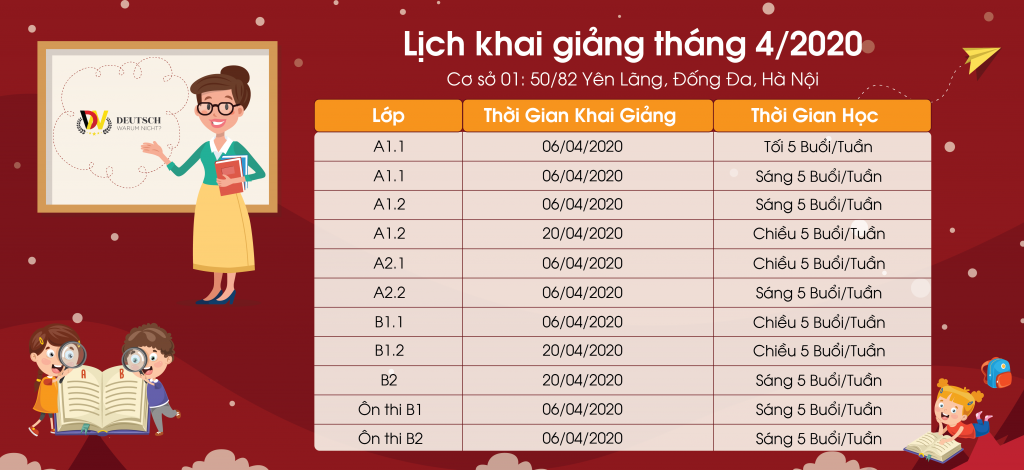 Lịch khai giảng tháng 4/2020
Cơ sở 01: 50/82 Yên Lãng, Đống Đa, Hà Nội
DV DEUTSCH
WARUM NICHT?
Lớp Thời Gian Khai Giảng Thời Gian Học
A1.1 06/04/2020 Tối 5 Buổi/Tuần
A1.1 06/04/2020 Sáng 5 Buổi/Tuần
A1.2 06/04/2020 Sáng 5 Buổi/Tuần
A1.2 20/04/2020 Chiều 5 Buổi/Tuần
A2.1 06/04/2020 Chiều 5 Buổi/Tuần
A2.2 06/04/2020 Sáng 5 Buổi/Tuần
B1.1 06/04/2020 Chiều 5 Buổi/Tuần
B1.2 20/04/2020 Chiều 5 Buổi/Tuần
B2 20/04/2020 Sáng 5 Buổi/Tuần
Ôn thi B1 06/04/2020 Sáng 5 Buổi/Tuần
Ôn thi B2 06/04/2020 Sáng 5 Buổi/Tuần
A B